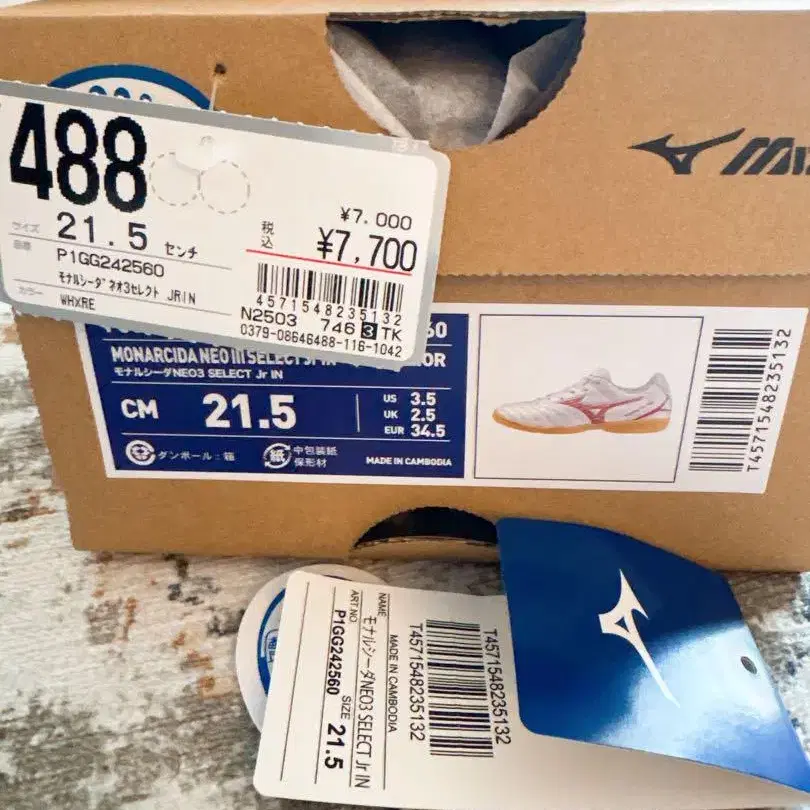 488
サイズ 21.5 センチ
品番 P1GG242560
モナルシーダ ネオ3セレクト JRIN
カラー WHXRE
¥7,000
税込 ¥7,700
4571548235132
N2503 746 3 TK
0379-08646488-116-1042
60
MONARCIDA NEO III SELECT Jr IN
モナルシーダNEO3 SELECT Jr IN
CM 21.5
US 3.5
UK 2.5
EUR 34.5
ダンボール:箱
紙 中包装紙
保形材
MADE IN CAMBODIA
T4571548235132
NAME モナルシーダNEO3 SELECT Jr IN
ART.NO. P1GG242560
SIZE 21.5
MADE IN CAMBODIA
T4571548235132
T4571548235132